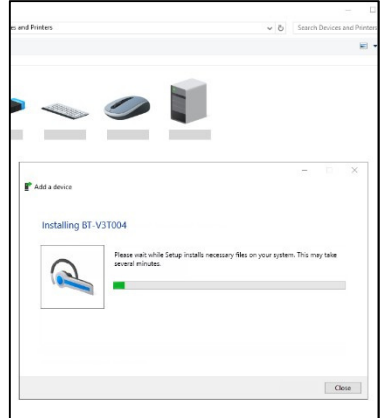 es and Printers
Search Devices and Printers
Add a device
Installing BT-V3T004
Please wait while Setup installs necessary files on your system. This may take
several minutes.
Close